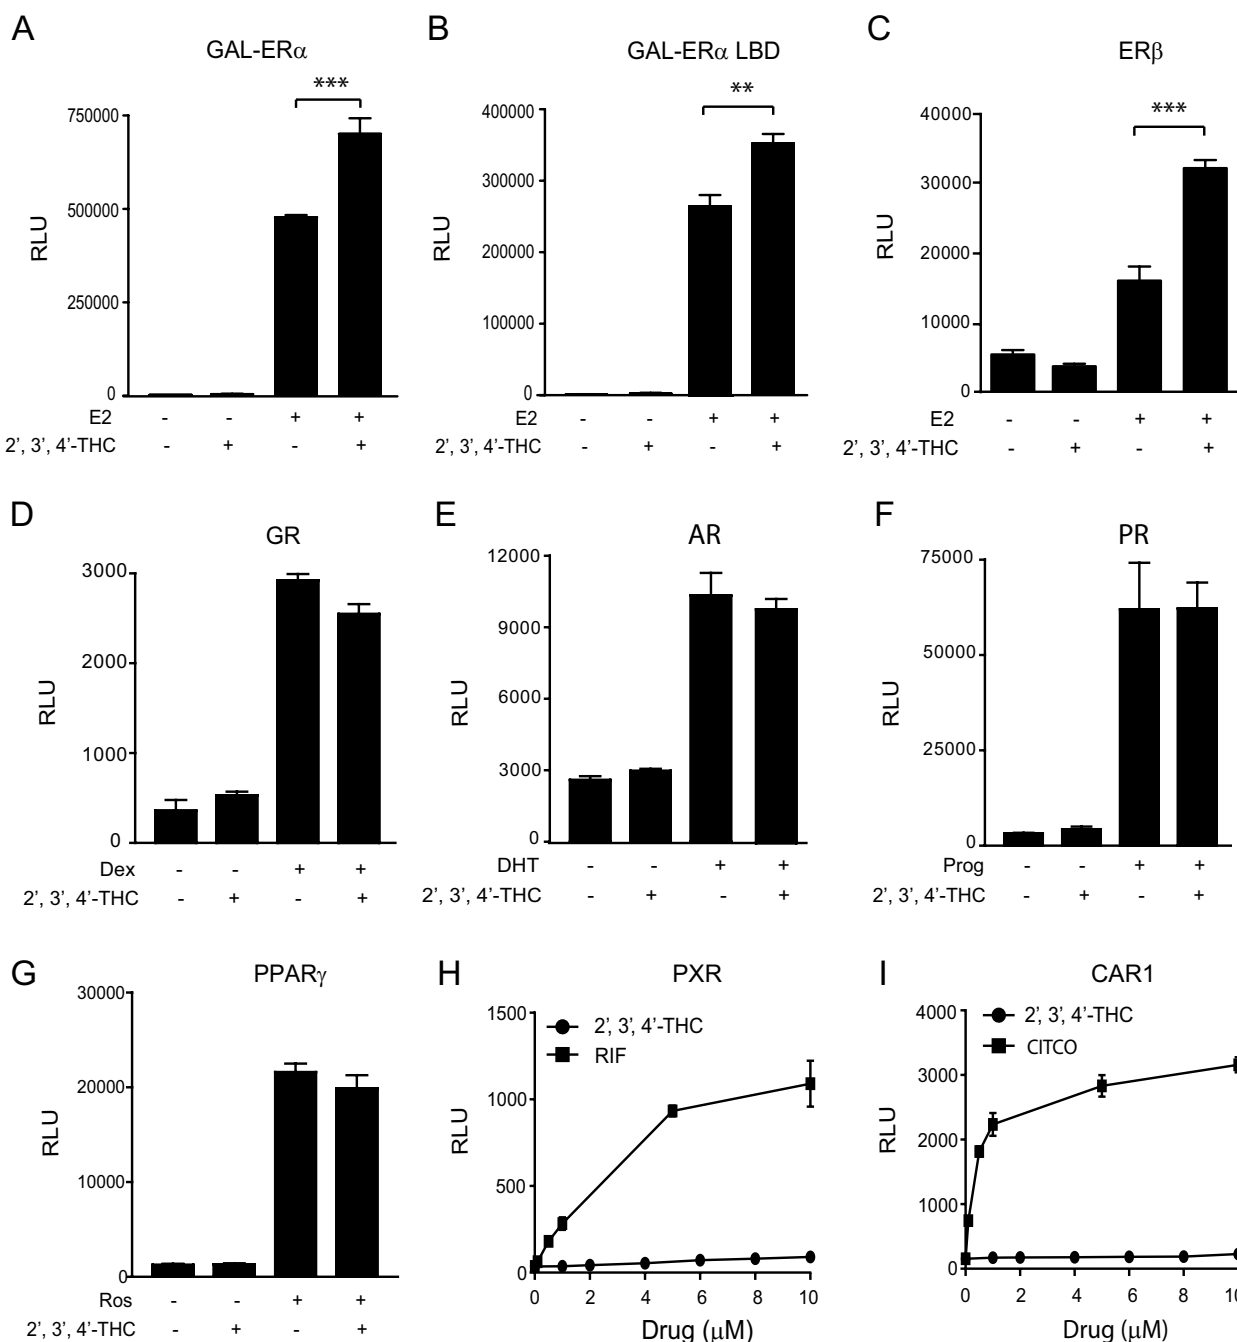 A
GAL-ERα
***
750000
500000
250000
0
RLU
E2 - - + +
2', 3', 4'-THC - + - +
B
GAL-ERα LBD
**
400000
300000
200000
100000
0
RLU
E2 - - + +
2', 3', 4'-THC - + - +
C
ERβ
***
40000
30000
20000
10000
0
RLU
E2 - - + +
2', 3', 4'-THC - + - +
D
GR
3000
2000
1000
0
RLU
Dex - - + +
2', 3', 4'-THC - + - +
E
AR
12000
9000
6000
3000
0
RLU
DHT - - + +
2', 3', 4'-THC - + - +
F
PR
75000
50000
25000
0
RLU
Prog - - + +
2', 3', 4'-THC - + - +
G
PPARγ
30000
20000
10000
0
RLU
Ros - - + +
2', 3', 4'-THC - + - +
H
PXR
2', 3', 4'-THC
RIF
1500
1000
500
0
RLU
0 2 4 6 8 10
Drug (μM)
I
CAR1
2', 3', 4'-THC
CITCO
4000
3000
2000
1000
0
RLU
0 2 4 6 8 10
Drug (μM)